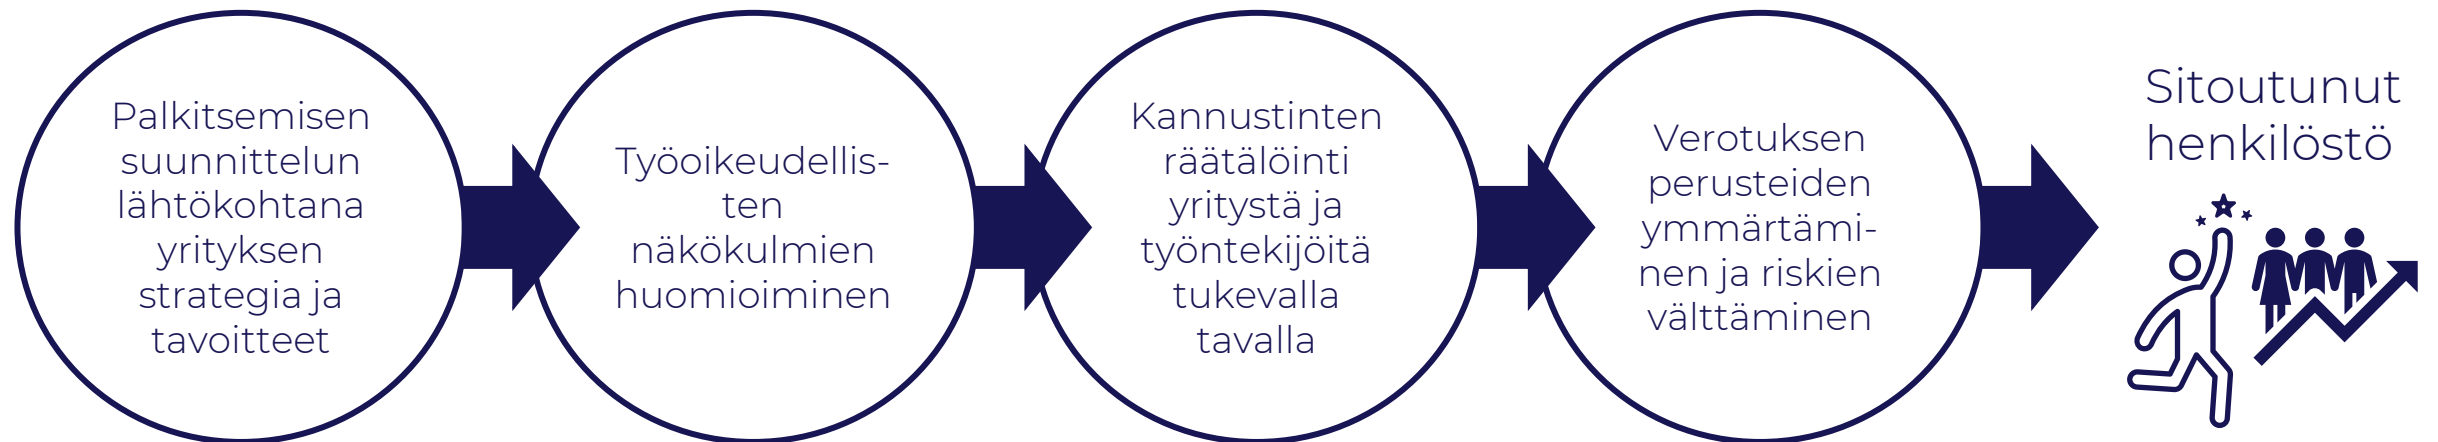 Palkitsemisen
suunnittelun
lähtökohtana
yrityksen
strategia ja
tavoitteet
Työoikeudellis-
ten
näkökulmien
huomioiminen
Kannustinten
räätälöinti
yritystä ja
työntekijöitä
tukevalla
tavalla
Verotuksen
perusteiden
ymmärtämi-
nen ja riskien
välttäminen
Sitoutunut
henkilöstö